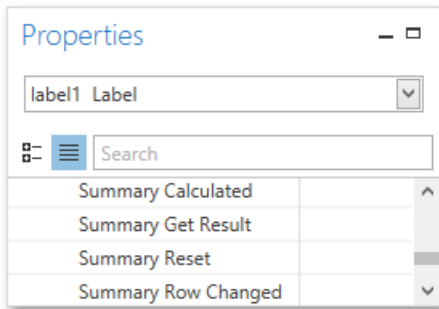 Properties
label1 Label
Search
Summary Calculated
Summary Get Result
Summary Reset
Summary Row Changed